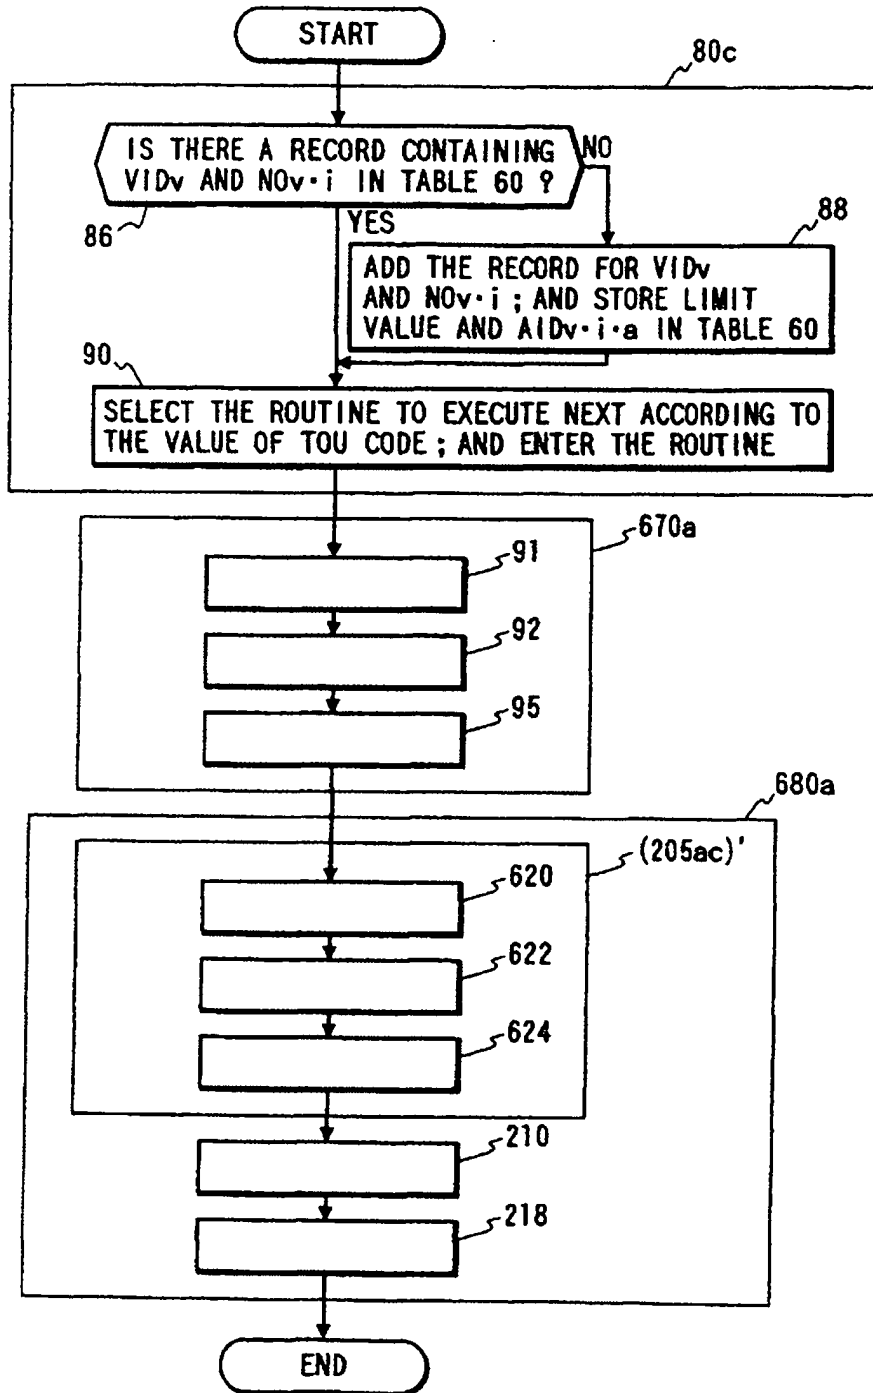 START
80c
IS THERE A RECORD CONTAINING
VIDv AND NOv·i IN TABLE 60 ?
NO
86
YES
88
ADD THE RECORD FOR VIDv
AND NOv·i ; AND STORE LIMIT
VALUE AND AIDv·i·a IN TABLE 60
90
SELECT THE ROUTINE TO EXECUTE NEXT ACCORDING TO
THE VALUE OF TOU CODE ; AND ENTER THE ROUTINE
670a
91
92
95
680a
(205ac)'
620
622
624
210
218
END